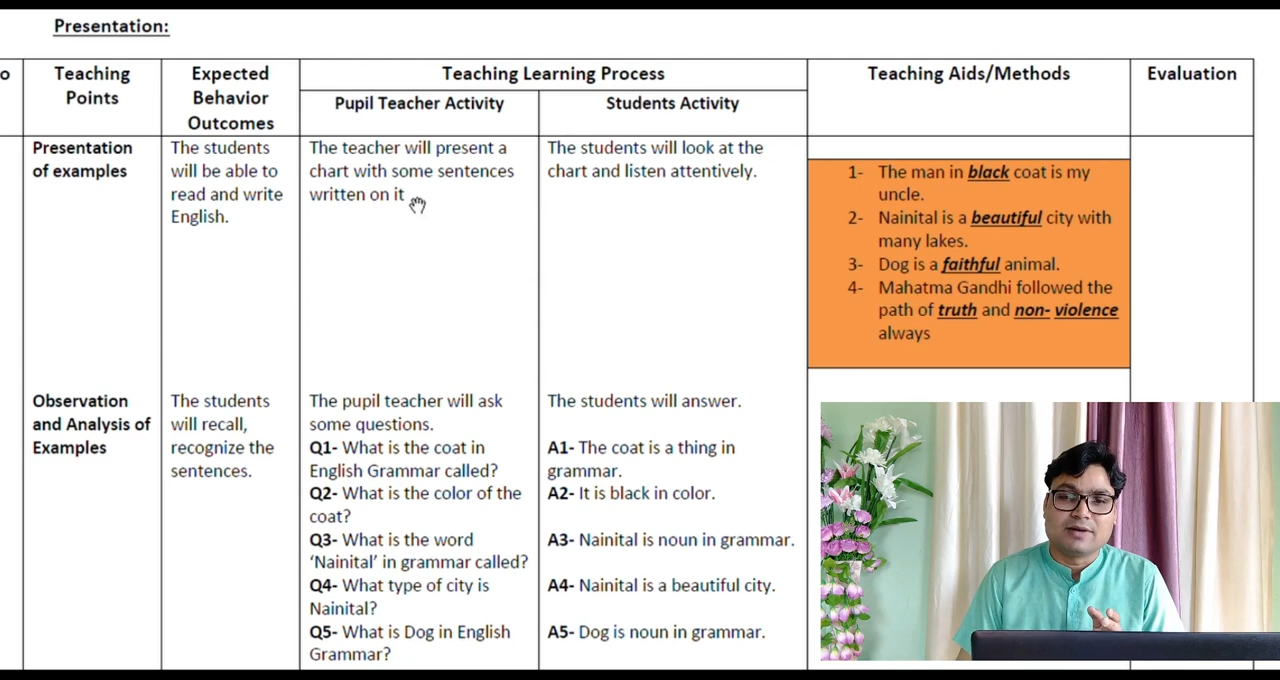 Presentation:
o
Teaching
Points
Expected
Behavior
Outcomes
Teaching Learning Process
Pupil Teacher Activity
Students Activity
Teaching Aids/Methods
Evaluation
Presentation
of examples
The students
will be able to
read and write
English.
The teacher will present a
chart with some sentences
written on it
The students will look at the
chart and listen attentively.
1- The man in black coat is my
uncle.
2- Nainital is a beautiful city with
many lakes.
3- Dog is a faithful animal.
4- Mahatma Gandhi followed the
path of truth and non- violence
always
Observation
and Analysis of
Examples
The students
will recall,
recognize the
sentences.
The pupil teacher will ask
some questions.
Q1- What is the coat in
English Grammar called?
Q2- What is the color of the
coat?
Q3- What is the word
‘Nainital’ in grammar called?
Q4- What type of city is
Nainital?
Q5- What is Dog in English
Grammar?
The students will answer.
A1- The coat is a thing in
grammar.
A2- It is black in color.
A3- Nainital is noun in grammar.
A4- Nainital is a beautiful city.
A5- Dog is noun in grammar.